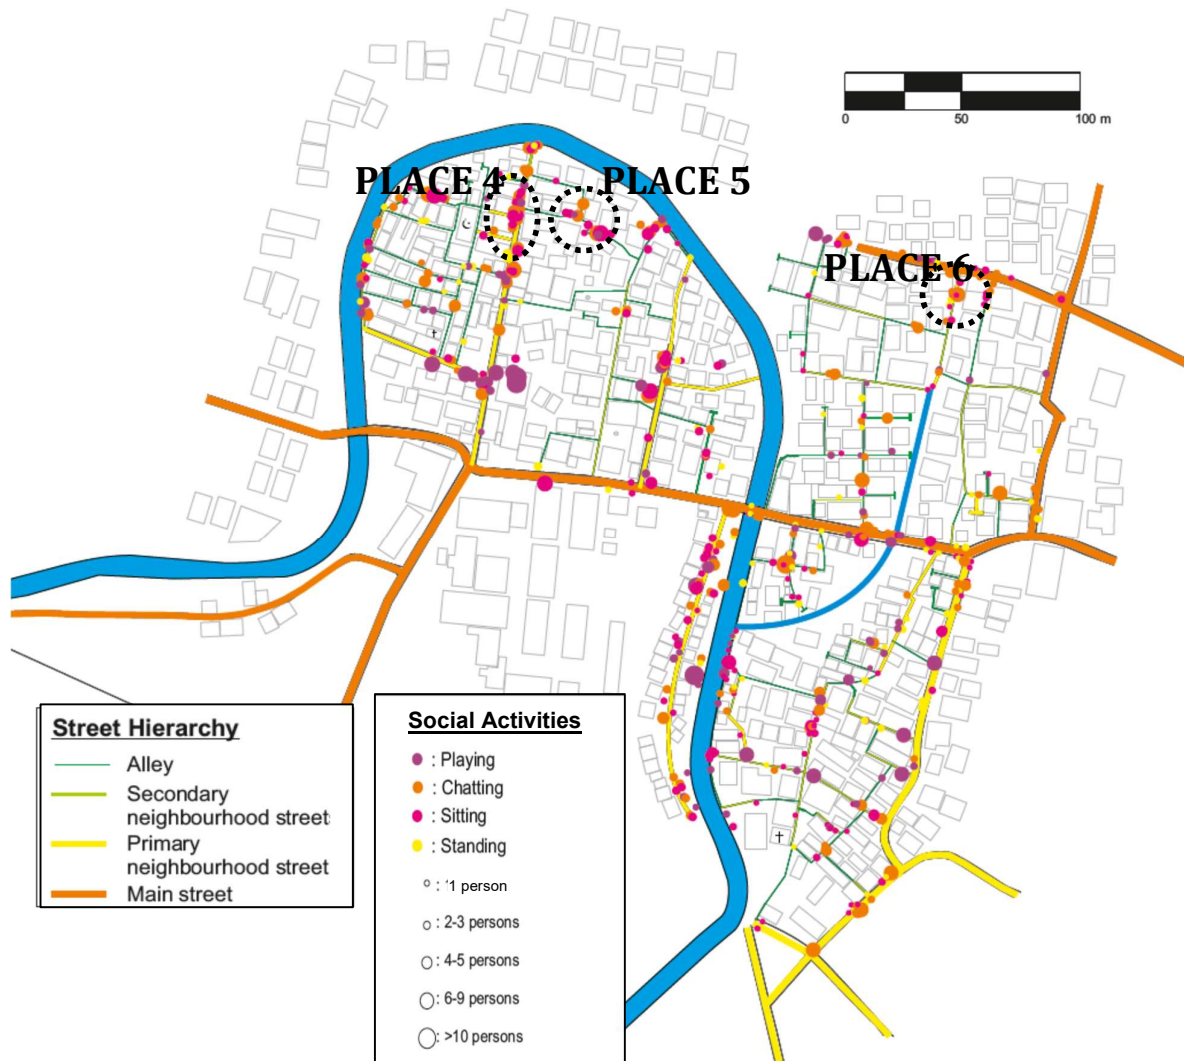 0 50 100 m
PLACE 4 PLACE 5
PLACE 6
Street Hierarchy
Alley
Secondary
neighbourhood street:
Primary
neighbourhood street
Main street
Social Activities
: Playing
: Chatting
: Sitting
: Standing
: '1 person
: 2-3 persons
: 4-5 persons
: 6-9 persons
: >10 persons